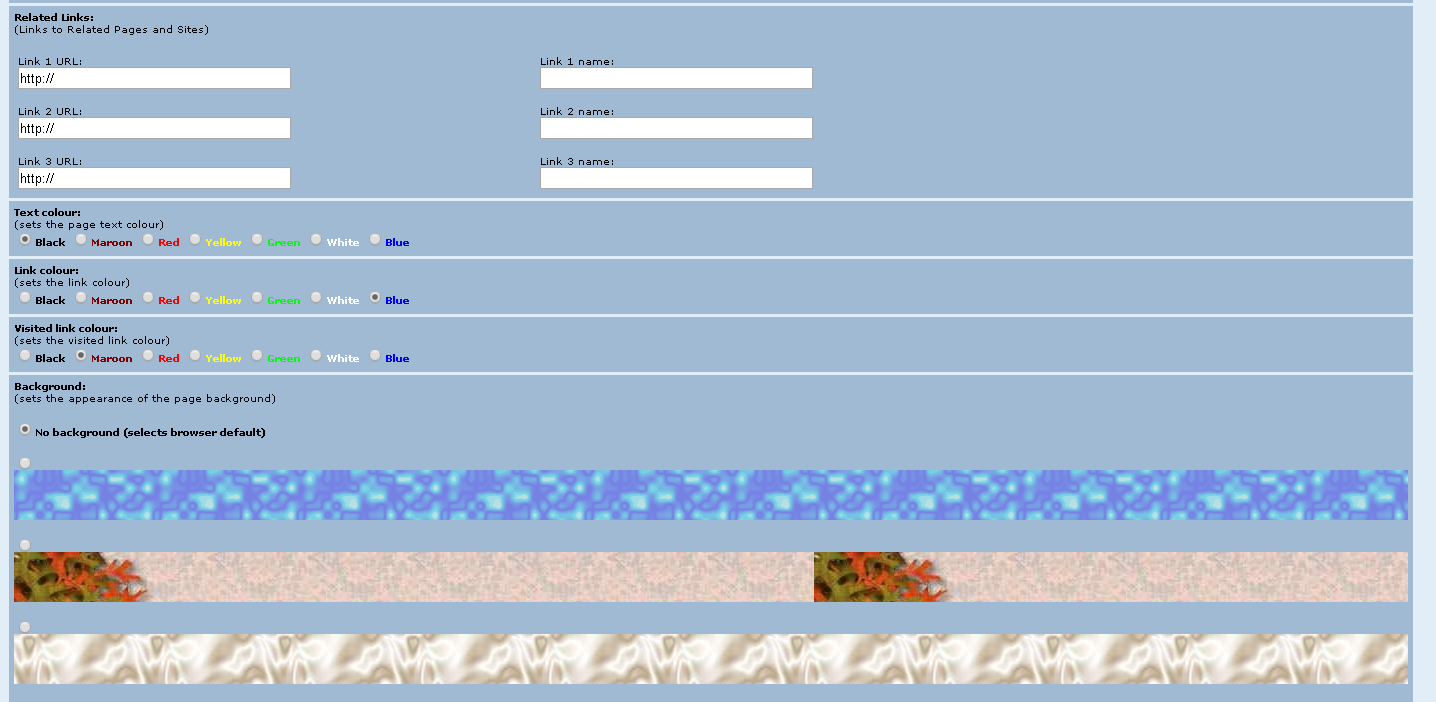 Related Links:
(Links to Related Pages and Sites)
Link 1 URL: Link 1 name:
http://
Link 2 URL: Link 2 name:
http://
Link 3 URL: Link 3 name:
http://
Text colour:
(sets the page text colour)
Black Maroon Red Yellow Green White Blue
Link colour:
(sets the link colour)
Black Maroon Red Yellow Green White Blue
Visited link colour:
(sets the visited link colour)
Black Maroon Red Yellow Green White Blue
Background:
(sets the appearance of the page background)
No background (selects browser default)